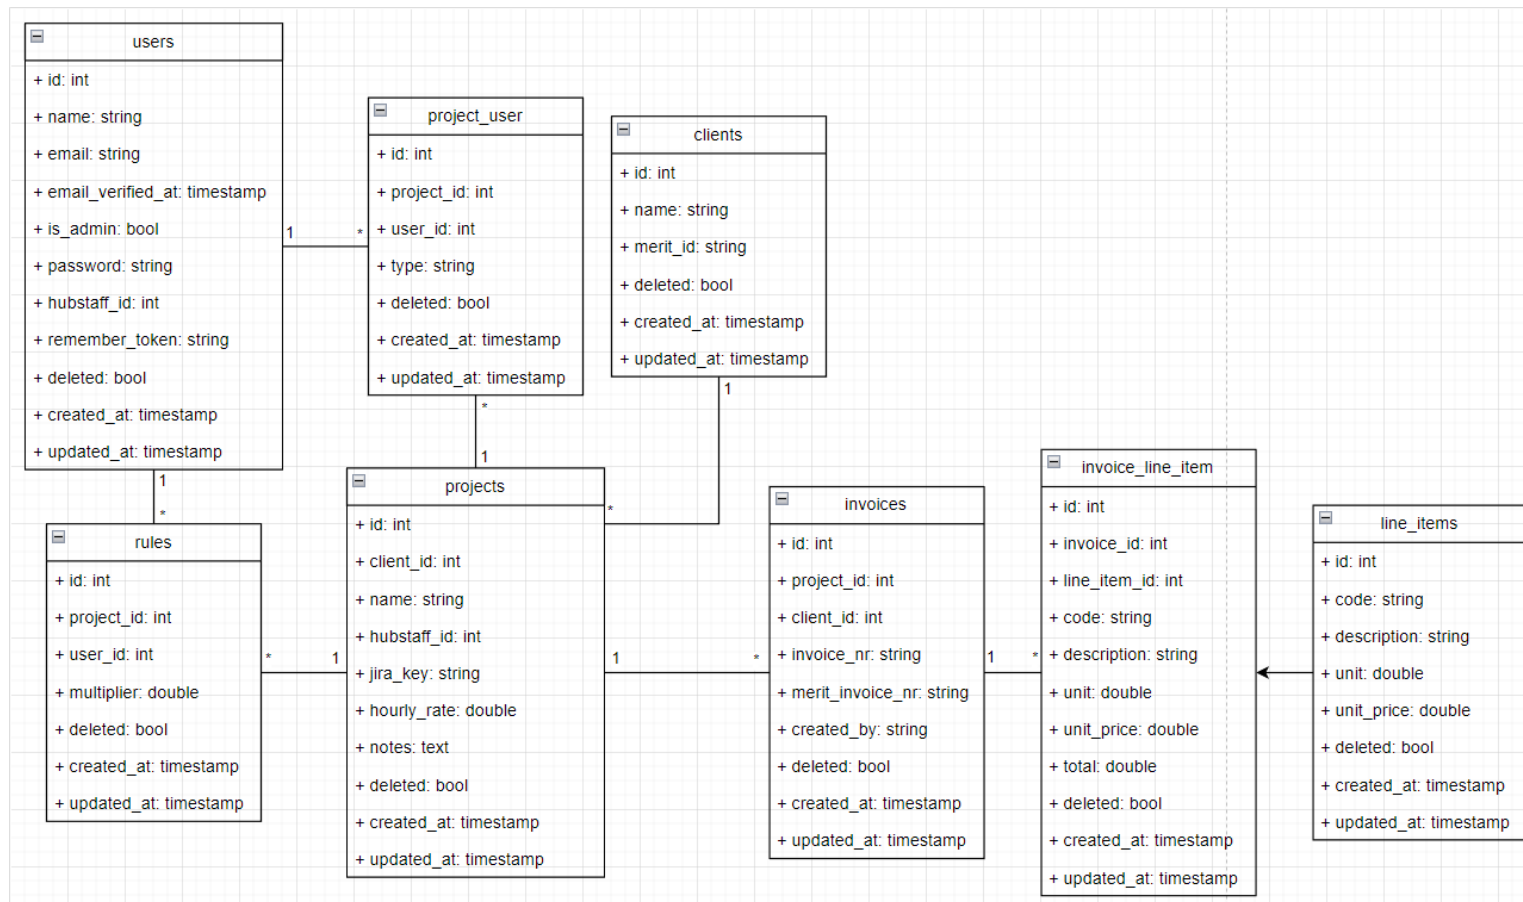 users
+ id: int
+ name: string
+ email: string
+ email_verified_at: timestamp
+ is_admin: bool
+ password: string
+ hubstaff_id: int
+ remember_token: string
+ deleted: bool
+ created_at: timestamp
+ updated_at: timestamp
1
*
1
*
project_user
+ id: int
+ project_id: int
+ user_id: int
+ type: string
+ deleted: bool
+ created_at: timestamp
+ updated_at: timestamp
*
1
clients
+ id: int
+ name: string
+ merit_id: string
+ deleted: bool
+ created_at: timestamp
+ updated_at: timestamp
1
*
rules
+ id: int
+ project_id: int
+ user_id: int
+ multiplier: double
+ deleted: bool
+ created_at: timestamp
+ updated_at: timestamp
*
1
projects
+ id: int
+ client_id: int
+ name: string
+ hubstaff_id: int
+ jira_key: string
+ hourly_rate: double
+ notes: text
+ deleted: bool
+ created_at: timestamp
+ updated_at: timestamp
1
*
invoices
+ id: int
+ project_id: int
+ client_id: int
+ invoice_nr: string
+ merit_invoice_nr: string
+ created_by: string
+ deleted: bool
+ created_at: timestamp
+ updated_at: timestamp
1
*
invoice_line_item
+ id: int
+ invoice_id: int
+ line_item_id: int
+ code: string
+ description: string
+ unit: double
+ unit_price: double
+ total: double
+ deleted: bool
+ created_at: timestamp
+ updated_at: timestamp
line_items
+ id: int
+ code: string
+ description: string
+ unit: double
+ unit_price: double
+ deleted: bool
+ created_at: timestamp
+ updated_at: timestamp